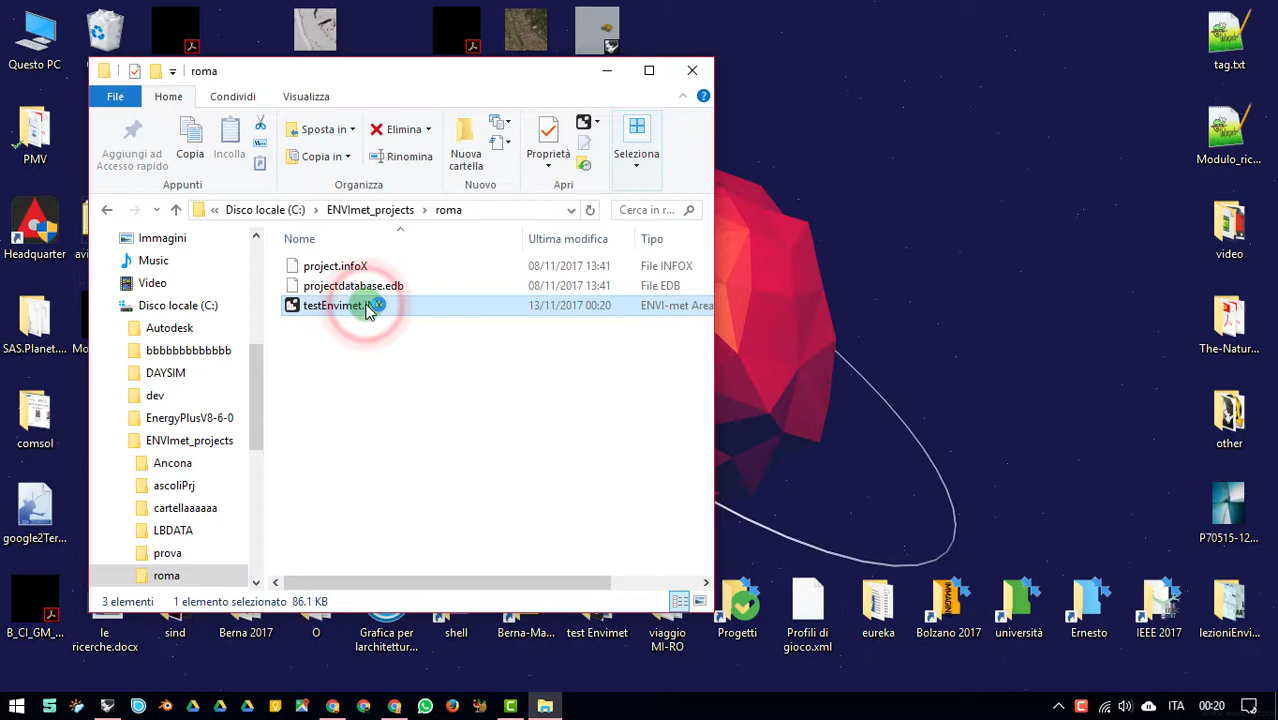 Questo PC
tag.txt
PMV
Modulo_ric...
Headquarter
video
SAS.Planet....
The-Natur...
comsol
other
google2Ter...
P70515-12...
roma
File
Home
Condividi
Visualizza
Aggiungi ad
Accesso rapido
Copia
Incolla
Appunti
Sposta in
Copia in
Elimina
Rinomina
Organizza
Nuova
cartella
Nuovo
Proprietà
Apri
Seleziona
« Disco locale (C:) > ENVImet_projects > roma
Cerca in r...
Immagini
Music
Video
Disco locale (C:)
Autodesk
bbbbbbbbbbbbb
DAYSIM
dev
EnergyPlusV8-6-0
ENVImet_projects
Ancona
ascoliPrj
cartellaaaaaa
LBDATA
prova
roma
Nome
Ultima modifica
Tipo
project.infoX
08/11/2017 13:41
File INFOX
projectdatabase.edb
08/11/2017 13:41
File EDB
13/11/2017 00:20
ENVI-met Area
3 elementi
1 elemento selezionato 86.1 KB
B_CI_GM_...
le
ricerche.docx
sind
Berna 2017
O
Grafica per
larchitettur...
shell
Berna-Ma...
test Envimet
viaggio
MI-RO
Progetti
Profili di
gioco.xml
eureka
Bolzano 2017
università
Ernesto
IEEE 2017
lezioniEnvi...
ITA
00:20